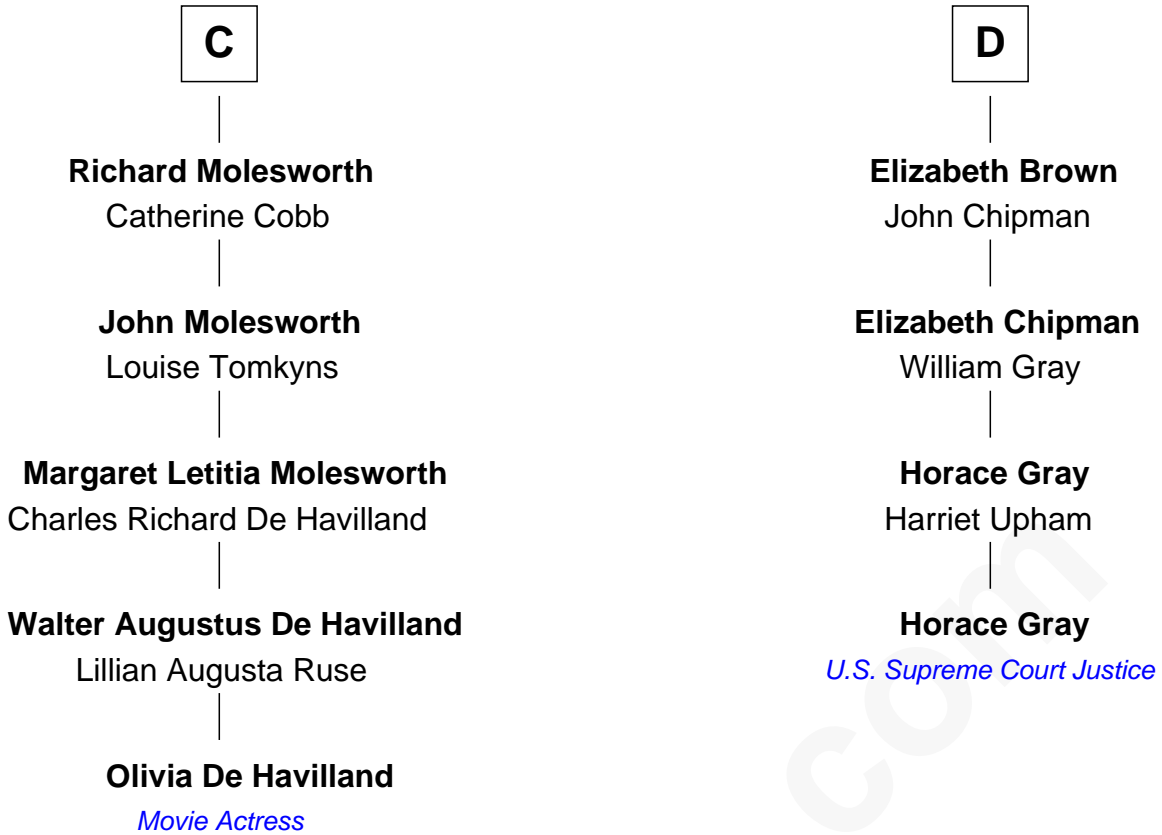 C
Richard Molesworth
Catherine Cobb
John Molesworth
Louise Tomkyns
Margaret Letitia Molesworth
Charles Richard De Havilland
Walter Augustus De Havilland
Lillian Augusta Ruse
Olivia De Havilland
Movie Actress
D
Elizabeth Brown
John Chipman
Elizabeth Chipman
William Gray
Horace Gray
Harriet Upham
Horace Gray
U.S. Supreme Court Justice
com